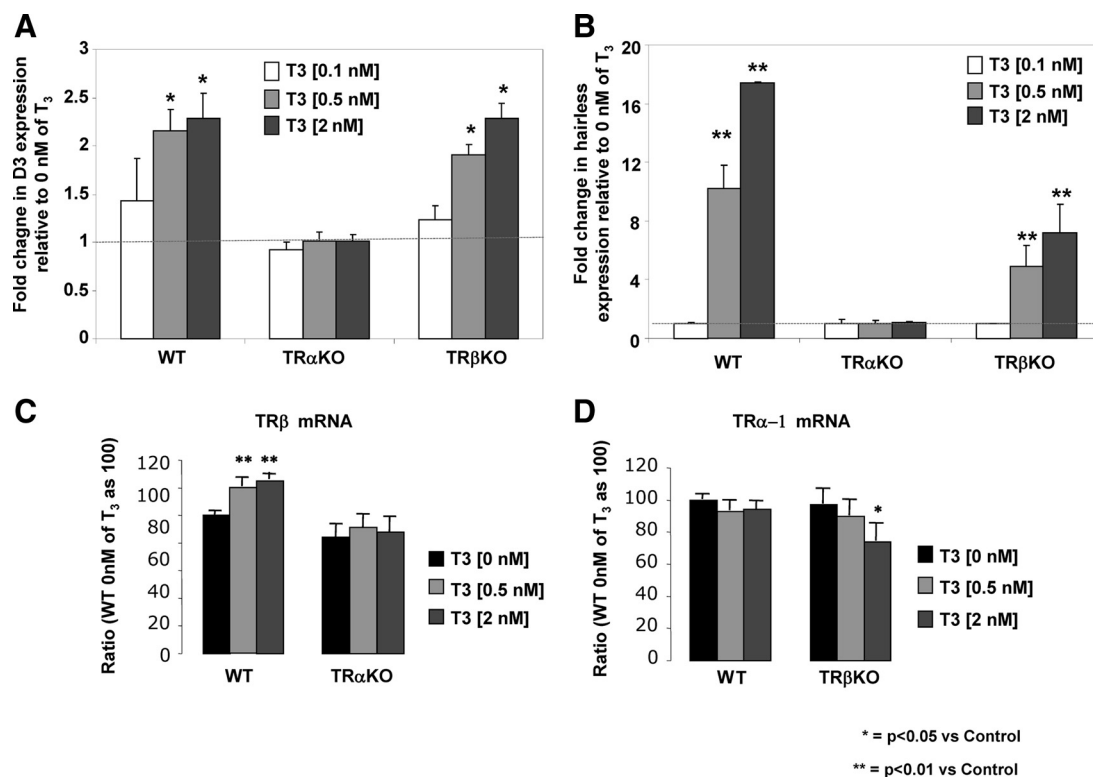 A
Fold chagne in D3 expression
relative to 0 nM of T3
3
2.5
2
1.5
1
0.5
0
T3 [0.1 nM]
T3 [0.5 nM]
T3 [2 nM]
* * * *
WT TRαKO TRβKO
B
Fold change in hairless
expression relative to 0 nM of T3
20
16
12
8
4
0
T3 [0.1 nM]
T3 [0.5 nM]
T3 [2 nM]
** ** ** **
WT TRαKO TRβKO
C
TRβ mRNA
Ratio (WT 0nM of T3 as 100)
120
100
80
60
40
20
0
** **
T3 [0 nM]
T3 [0.5 nM]
T3 [2 nM]
WT TRαKO
D
TRα-1 mRNA
Ratio (WT 0nM of T3 as 100)
120
100
80
60
40
20
0
*
T3 [0 nM]
T3 [0.5 nM]
T3 [2 nM]
WT TRβKO
* = p<0.05 vs Control
** = p<0.01 vs Control